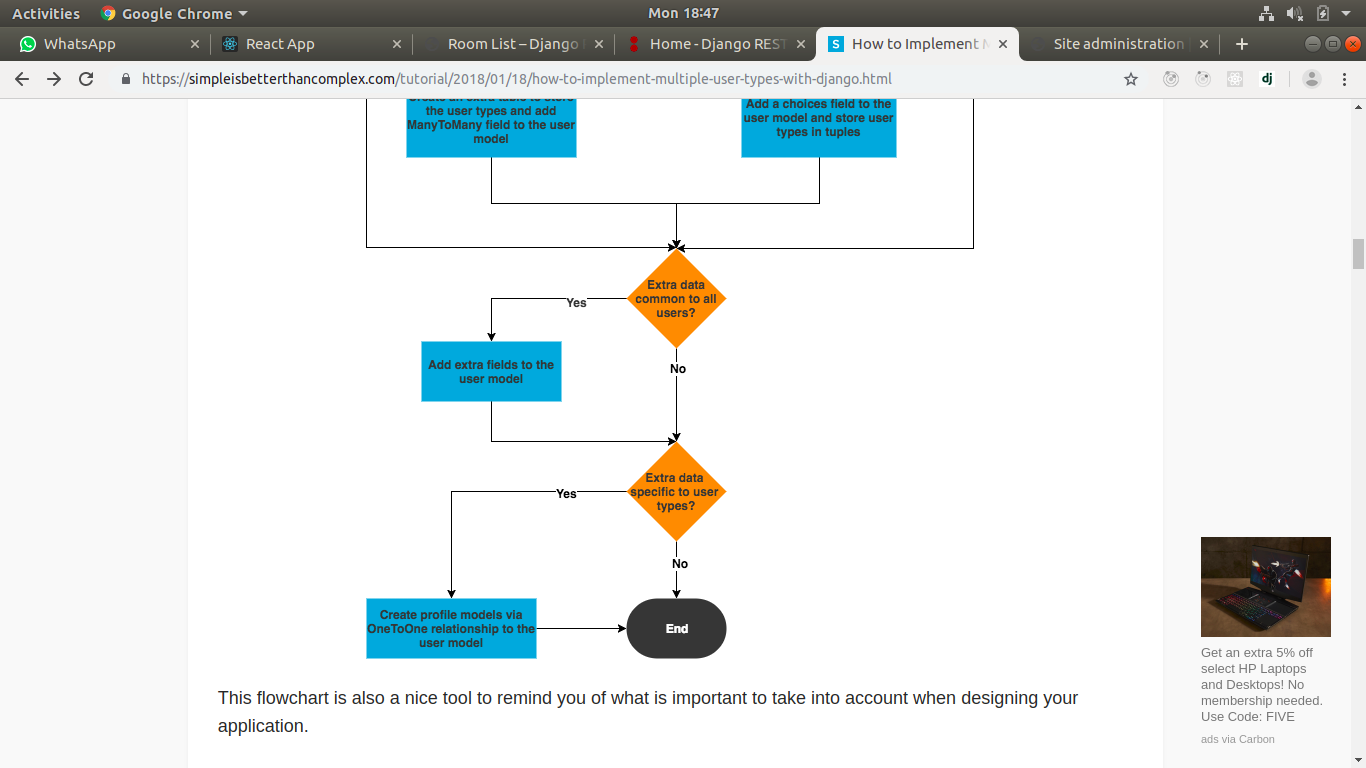 Activities
Google Chrome
Mon 18:47
WhatsApp
React App
Room List – Django
Home - Django REST
How to Implement
Site administration
https://simpleisbetterthancomplex.com/tutorial/2018/01/18/how-to-implement-multiple-user-types-with-django.html
dj
Create an extra table to store
the user types and add
ManyToMany field to the user
model
Add a choices field to the
user model and store user
types in tuples
Extra data
common to all
users?
Yes
No
Add extra fields to the
user model
Extra data
specific to user
types?
Yes
No
Create profile models via
OneToOne relationship to the
user model
End
This flowchart is also a nice tool to remind you of what is important to take into account when designing your
application.
Get an extra 5% off
select HP Laptops
and Desktops! No
membership needed.
Use Code: FIVE
ads via Carbon